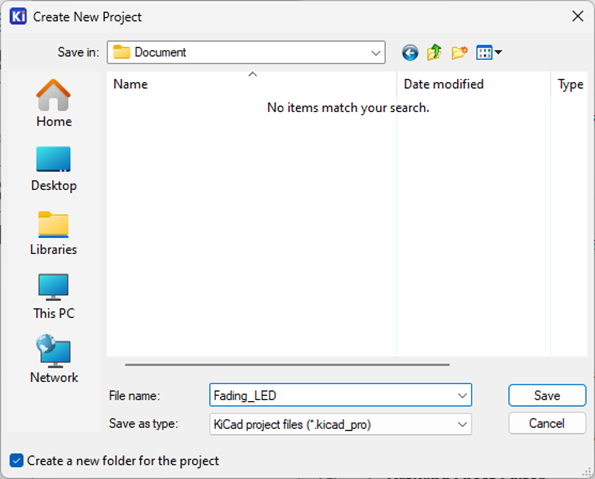 Ki Create New Project
Save in: Document
Name Date modified Type
No items match your search.
Home
Desktop
Libraries
This PC
Network
File name: Fading_LED Save
Save as type: KiCad project files (*.kicad_pro) Cancel
Create a new folder for the project